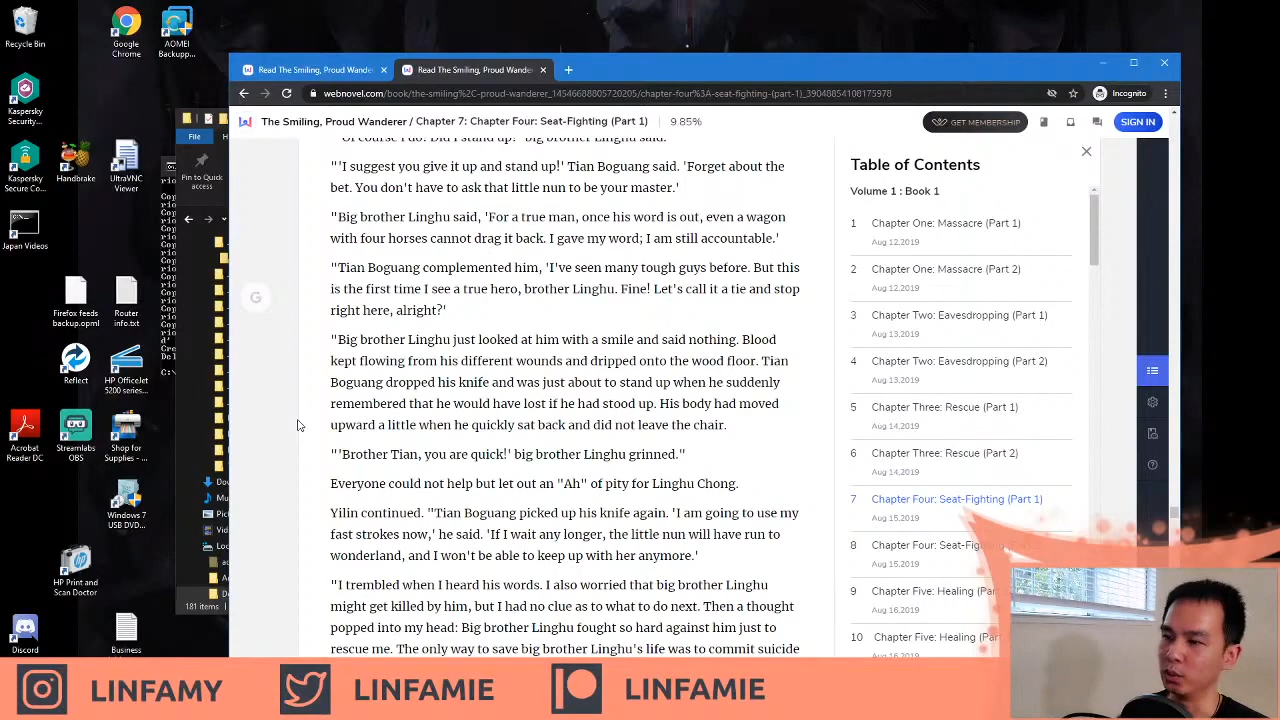 Recycle Bin
Google
Chrome
AOMEI
Backupp...
Kaspersky
Security...
Kaspersky
Secure Co...
Handbrake
UltraVNC
Viewer
Japan Videos
Firefox feeds
backup.opml
Router
info.txt
Reflect
HP OfficeJet
5200 series...
Acrobat
Reader DC
Streamlabs
OBS
Shop for
Supplies - ...
Windows 7
USB DVD...
HP Print and
Scan Doctor
Discord
Business
File
Pin to Quick
access
181 items
Read The Smiling, Proud Wander
Read The Smiling, Proud Wander
webnovel.com/book/the-smiling%2C-proud-wanderer_14546688805720205/chapter-four%3A-seat-fighting-(part-1)_39048854108175978
Incognito
The Smiling, Proud Wanderer / Chapter 7: Chapter Four: Seat-Fighting (Part 1)
9.85%
GET MEMBERSHIP
SIGN IN
"'I suggest you give it up and stand up!' Tian Boguang said. 'Forget about the
bet. You don't have to ask that little nun to be your master.'
"Big brother Linghu said, 'For a true man, once his word is out, even a wagon
with four horses cannot drag it back. I gave my word; I am still accountable.'
"Tian Boguang complemented him, 'I've seen many tough guys before. But this
is the first time I see a true hero, brother Linghu. Fine! Let's call it a tie and stop
right here, alright?'
"Big brother Linghu just looked at him with a smile and said nothing. Blood
kept flowing from his different wounds and dripped onto the wood floor. Tian
Boguang dropped his knife and was just about to stand up when he suddenly
remembered that he would have lost if he had stood up. His body had moved
upward a little when he quickly sat back and did not leave the chair.
"'Brother Tian, you are quick!' big brother Linghu grinned."
Everyone could not help but let out an "Ah" of pity for Linghu Chong.
Yilin continued. "Tian Boguang picked up his knife again. 'I am going to use my
fast strokes now,' he said. 'If I wait any longer, the little nun will have run to
wonderland, and I won't be able to keep up with her anymore.'
"I trembled when I heard his words. I also worried that big brother Linghu
might get killed by him, but I had no clue as to what to do next. Then a thought
popped into my head: Big brother Linghu fought so hard against him just to
rescue me. The only way to save big brother Linghu's life was to commit suicide
Table of Contents
Volume 1 : Book 1
1 Chapter One: Massacre (Part 1)
Aug 12,2019
2 Chapter One: Massacre (Part 2)
Aug 12,2019
3 Chapter Two: Eavesdropping (Part 1)
Aug 13,2019
4 Chapter Two: Eavesdropping (Part 2)
Aug 13,2019
5 Chapter Three: Rescue (Part 1)
Aug 14,2019
6 Chapter Three: Rescue (Part 2)
Aug 14,2019
7 Chapter Four: Seat-Fighting (Part 1)
Aug 15,2019
8 Chapter Four: Seat-Fighting
Aug 15,2019
9 Chapter Five: Healing (Par
Aug 16,2019
10 Chapter Five: Healing (Part
Aug 16,2019
LINFAMY
LINFAMIE
LINFAMIE